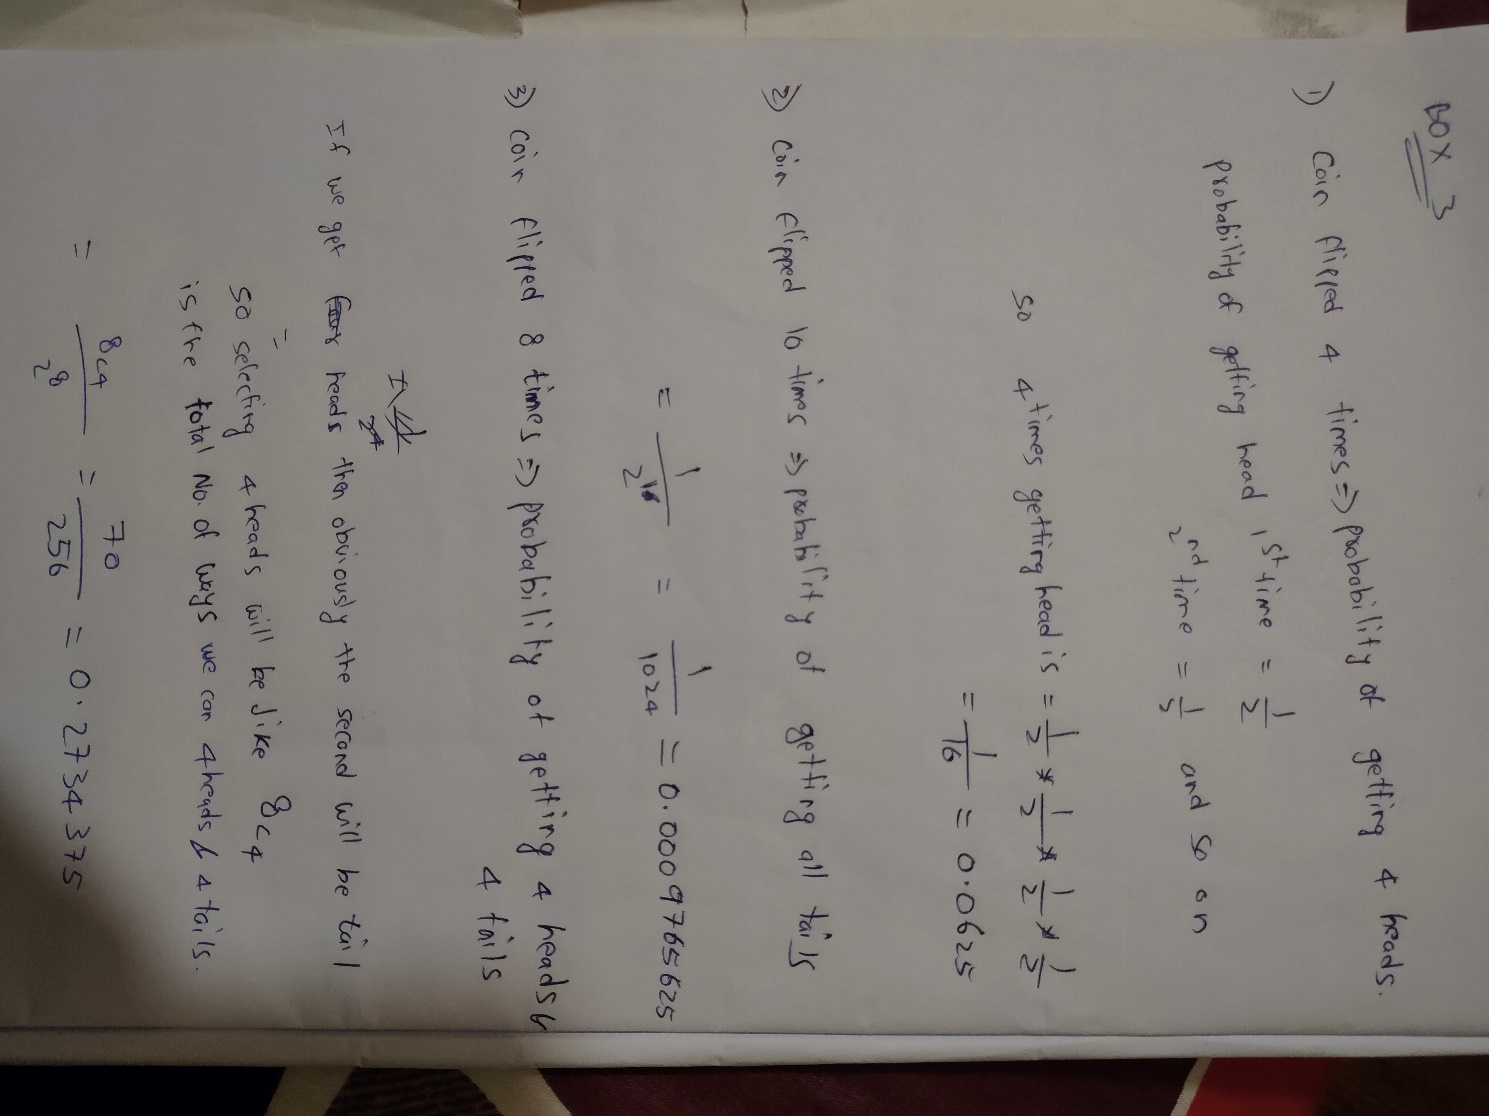 BOX 3
1) Coin flipped 4 times => probability of getting 4 heads.
probability of getting head 1st time = 1/2
2nd time = 1/2 and so on
so 4 times getting head is = 1/2 * 1/2 * 1/2 * 1/2
= 1/16 = 0.0625
2) Coin flipped 10 times => probability of getting all tails
= 1/2^10 = 1/1024 = 0.0009765625
3) Coin flipped 8 times => probability of getting 4 heads &
4 tails
If we get heads then obviously the second will be tail
so selecting 4 heads will be like 8c4
is the total No. of ways we can 4 heads & 4 tails.
= 8c4/2^8 = 70/256 = 0.2734375